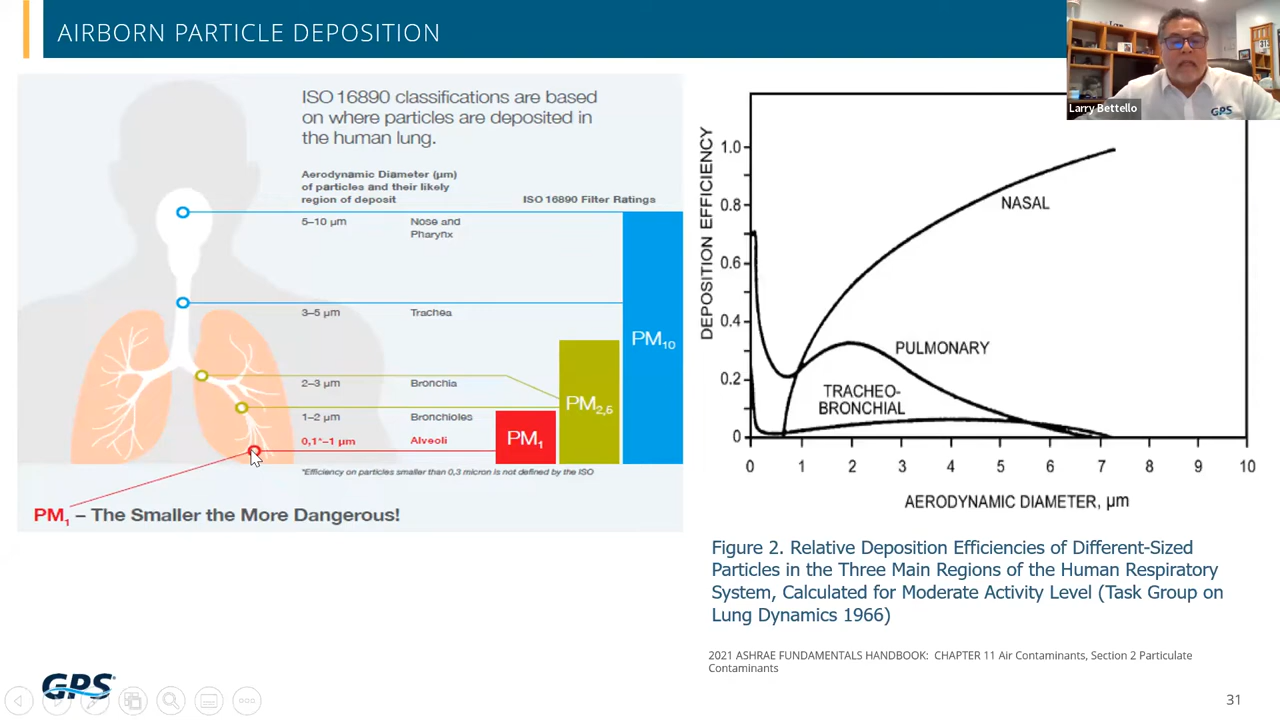 AIRBORN PARTICLE DEPOSITION
Larry Bettello
GPS
ISO 16890 classifications are based
on where particles are deposited in
the human lung.
Aerodynamic Diameter (µm)
of particles and their likely
region of deposit
ISO 16890 Filter Ratings
5–10 µm
Nose and
Pharynx
3–5 µm
Trachea
PM10
2–3 µm
Bronchia
PM2,5
1–2 µm
Bronchioles
0,1*–1 µm
Alveoli
PM1
*Efficiency on particles smaller than 0,3 micron is not defined by the ISO
PM1 – The Smaller the More Dangerous!
DEPOSITION EFFICIENCY
1.0
0.8
0.6
0.4
0.2
0
NASAL
PULMONARY
TRACHEO-
BRONCHIAL
0 1 2 3 4 5 6 7 8 9 10
AERODYNAMIC DIAMETER, µm
Figure 2. Relative Deposition Efficiencies of Different-Sized
Particles in the Three Main Regions of the Human Respiratory
System, Calculated for Moderate Activity Level (Task Group on
Lung Dynamics 1966)
2021 ASHRAE FUNDAMENTALS HANDBOOK: CHAPTER 11 Air Contaminants, Section 2 Particulate
Contaminants
GPS
31